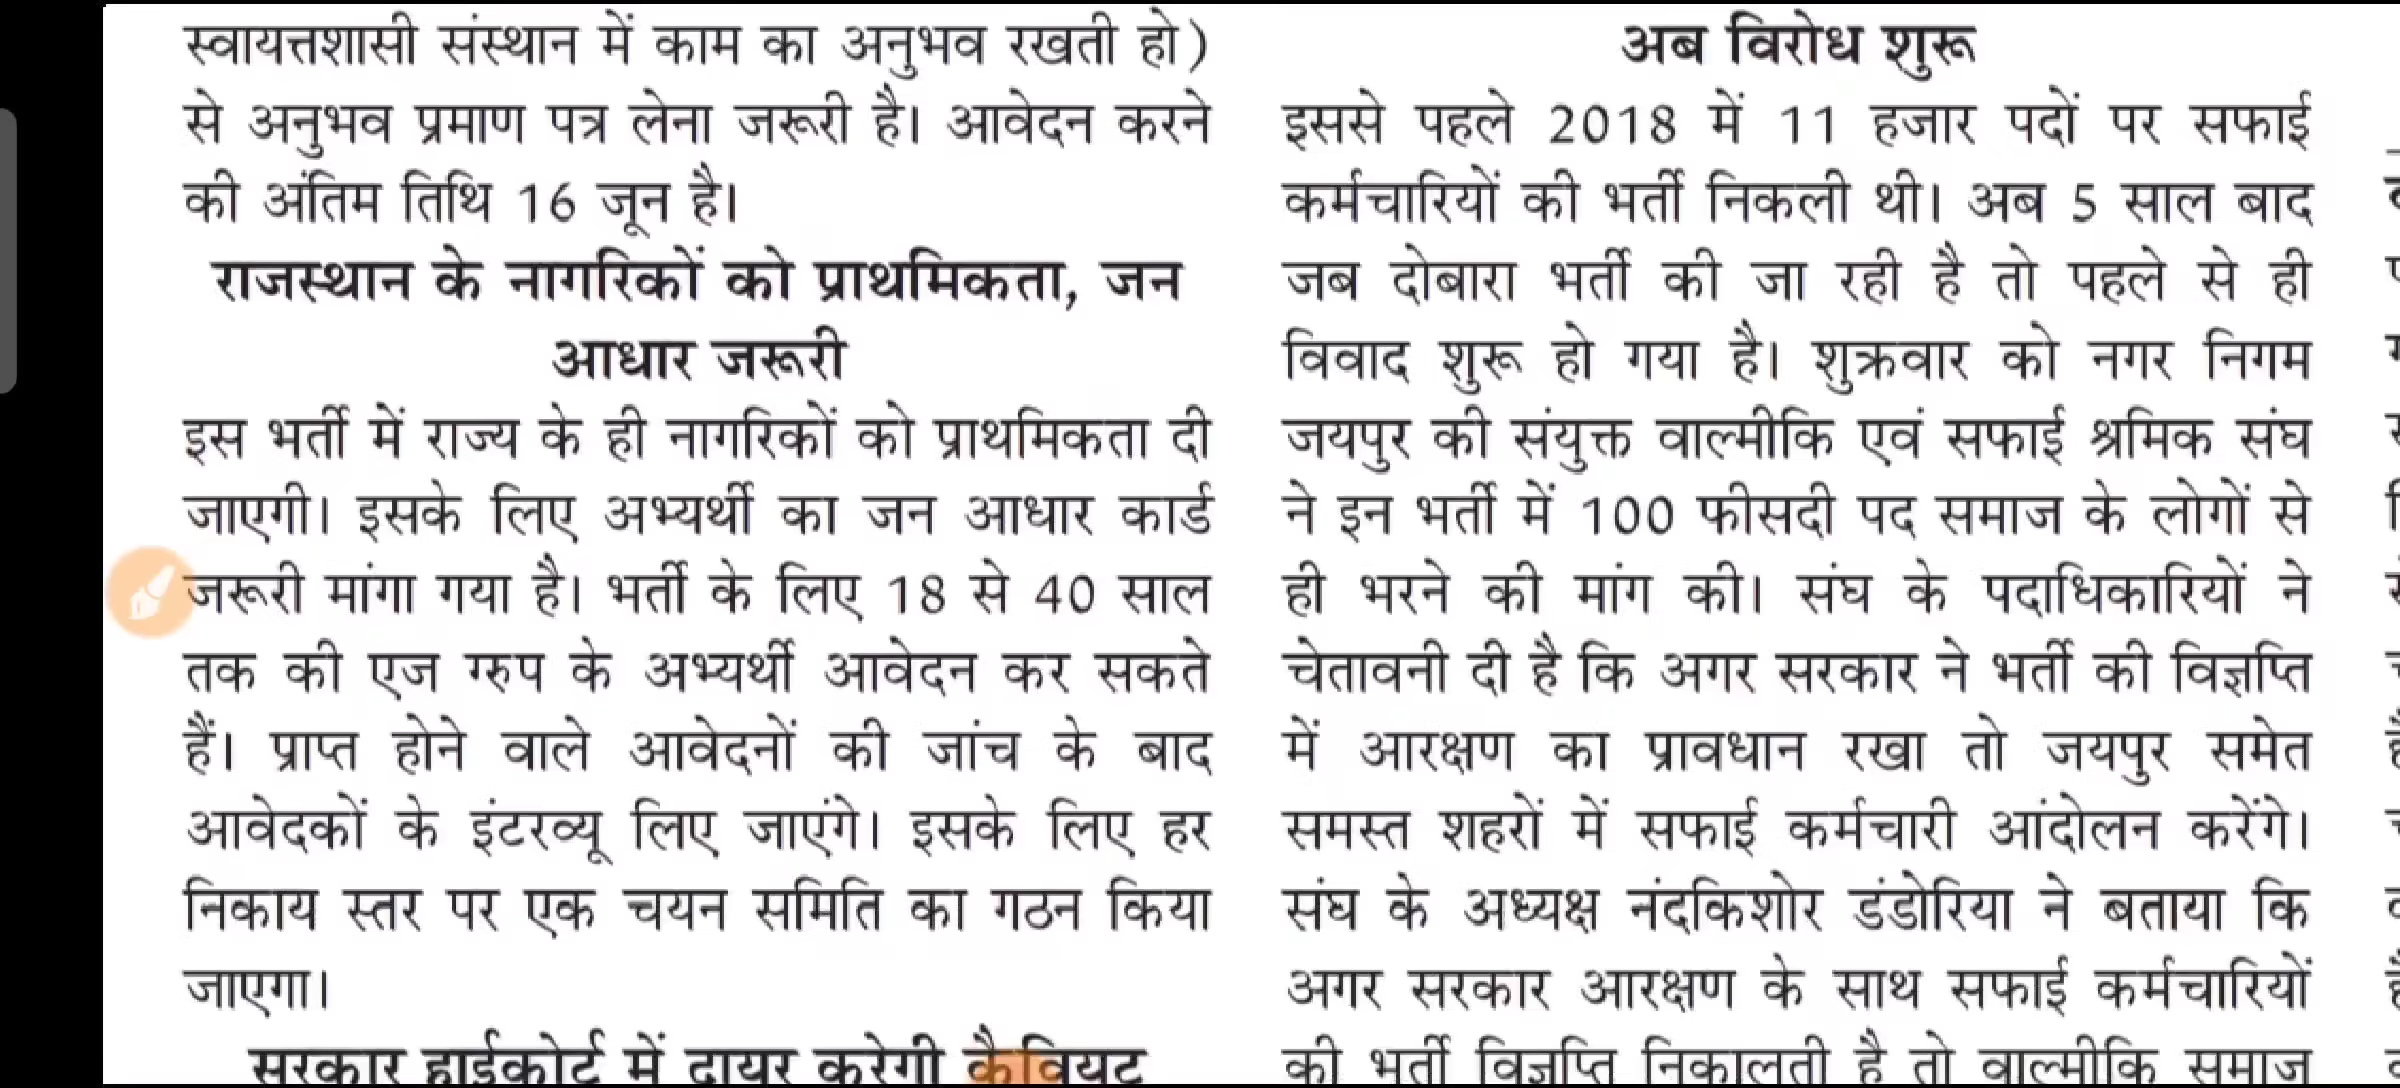 स्वायत्तशासी संस्थान में काम का अनुभव रखती हो)
से अनुभव प्रमाण पत्र लेना जरूरी है। आवेदन करने
की अंतिम तिथि 16 जून है।
राजस्थान के नागरिकों को प्राथमिकता, जन
आधार जरूरी
इस भर्ती में राज्य के ही नागरिकों को प्राथमिकता दी
जाएगी। इसके लिए अभ्यर्थी का जन आधार कार्ड
जरूरी मांगा गया है। भर्ती के लिए 18 से 40 साल
तक की एज ग्रुप के अभ्यर्थी आवेदन कर सकते
हैं। प्राप्त होने वाले आवेदनों की जांच के बाद
आवेदकों के इंटरव्यू लिए जाएंगे। इसके लिए हर
निकाय स्तर पर एक चयन समिति का गठन किया
जाएगा।
सरकार हाईकोर्ट में दायर करेगी कैवियट
अब विरोध शुरू
इससे पहले 2018 में 11 हजार पदों पर सफाई
कर्मचारियों की भर्ती निकली थी। अब 5 साल बाद
जब दोबारा भर्ती की जा रही है तो पहले से ही
विवाद शुरू हो गया है। शुक्रवार को नगर निगम
जयपुर की संयुक्त वाल्मीकि एवं सफाई श्रमिक संघ
ने इन भर्ती में 100 फीसदी पद समाज के लोगों से
ही भरने की मांग की। संघ के पदाधिकारियों ने
चेतावनी दी है कि अगर सरकार ने भर्ती की विज्ञप्ति
में आरक्षण का प्रावधान रखा तो जयपुर समेत
समस्त शहरों में सफाई कर्मचारी आंदोलन करेंगे।
संघ के अध्यक्ष नंदकिशोर डंडोरिया ने बताया कि
अगर सरकार आरक्षण के साथ सफाई कर्मचारियों
की भर्ती विज्ञप्ति निकालती है तो वाल्मीकि समाज